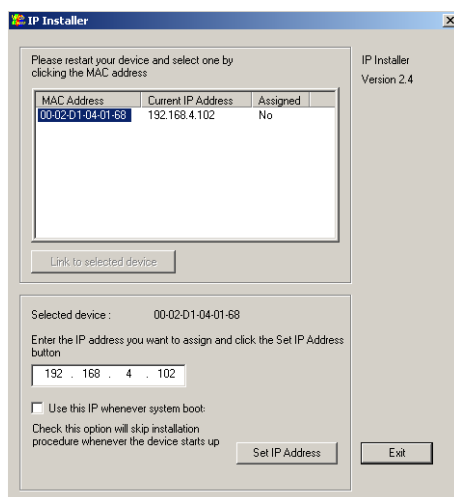 IP Installer
Please restart your device and select one by
clicking the MAC address
IP Installer
Version 2.4
MAC Address Current IP Address Assigned
00-02-D1-04-01-68 192.168.4.102 No
Link to selected device
Selected device : 00-02-D1-04-01-68
Enter the IP address you want to assign and click the Set IP Address
button
192 . 168 . 4 . 102
Use this IP whenever system boot:
Check this option will skip installation
procedure whenever the device starts up
Set IP Address
Exit